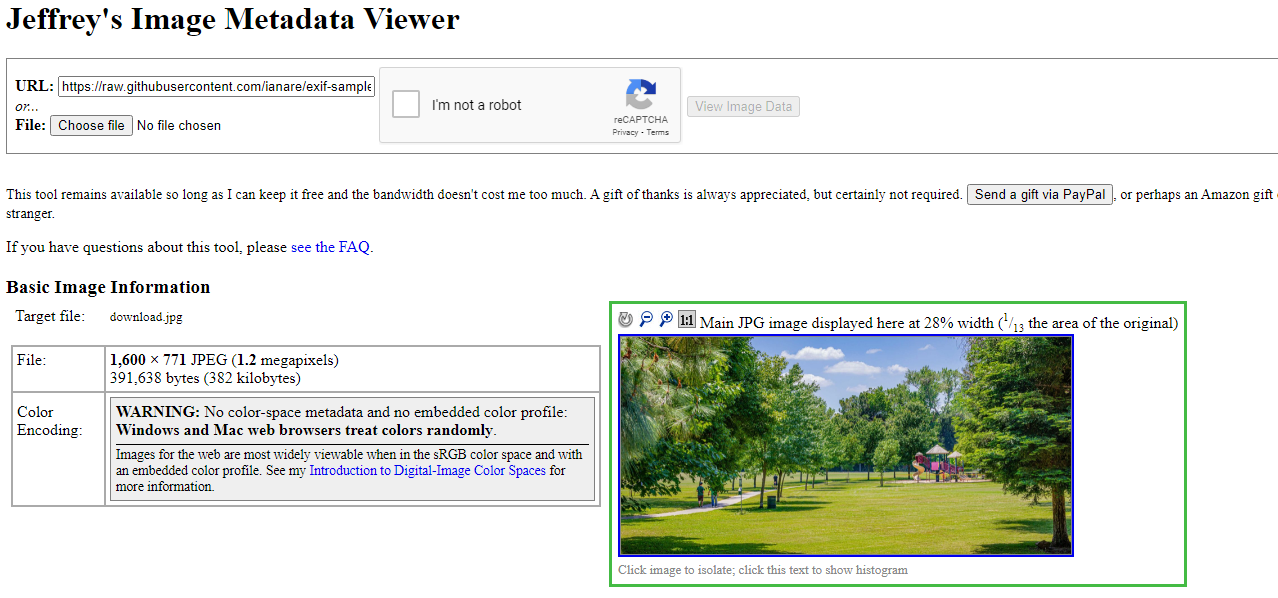 Jeffrey's Image Metadata Viewer
URL: https://raw.githubusercontent.com/ianare/exif-sample
or...
File: Choose file No file chosen
I'm not a robot
reCAPTCHA
Privacy - Terms
View Image Data
This tool remains available so long as I can keep it free and the bandwidth doesn't cost me too much. A gift of thanks is always appreciated, but certainly not required. Send a gift via PayPal, or perhaps an Amazon gift
stranger.
If you have questions about this tool, please see the FAQ.
Basic Image Information
Target file: download.jpg
File: 1,600 × 771 JPEG (1.2 megapixels)
391,638 bytes (382 kilobytes)
Color
Encoding:
WARNING: No color-space metadata and no embedded color profile:
Windows and Mac web browsers treat colors randomly.
Images for the web are most widely viewable when in the sRGB color space and with
an embedded color profile. See my Introduction to Digital-Image Color Spaces for
more information.
1:1 Main JPG image displayed here at 28% width (1/13 the area of the original)
Click image to isolate; click this text to show histogram